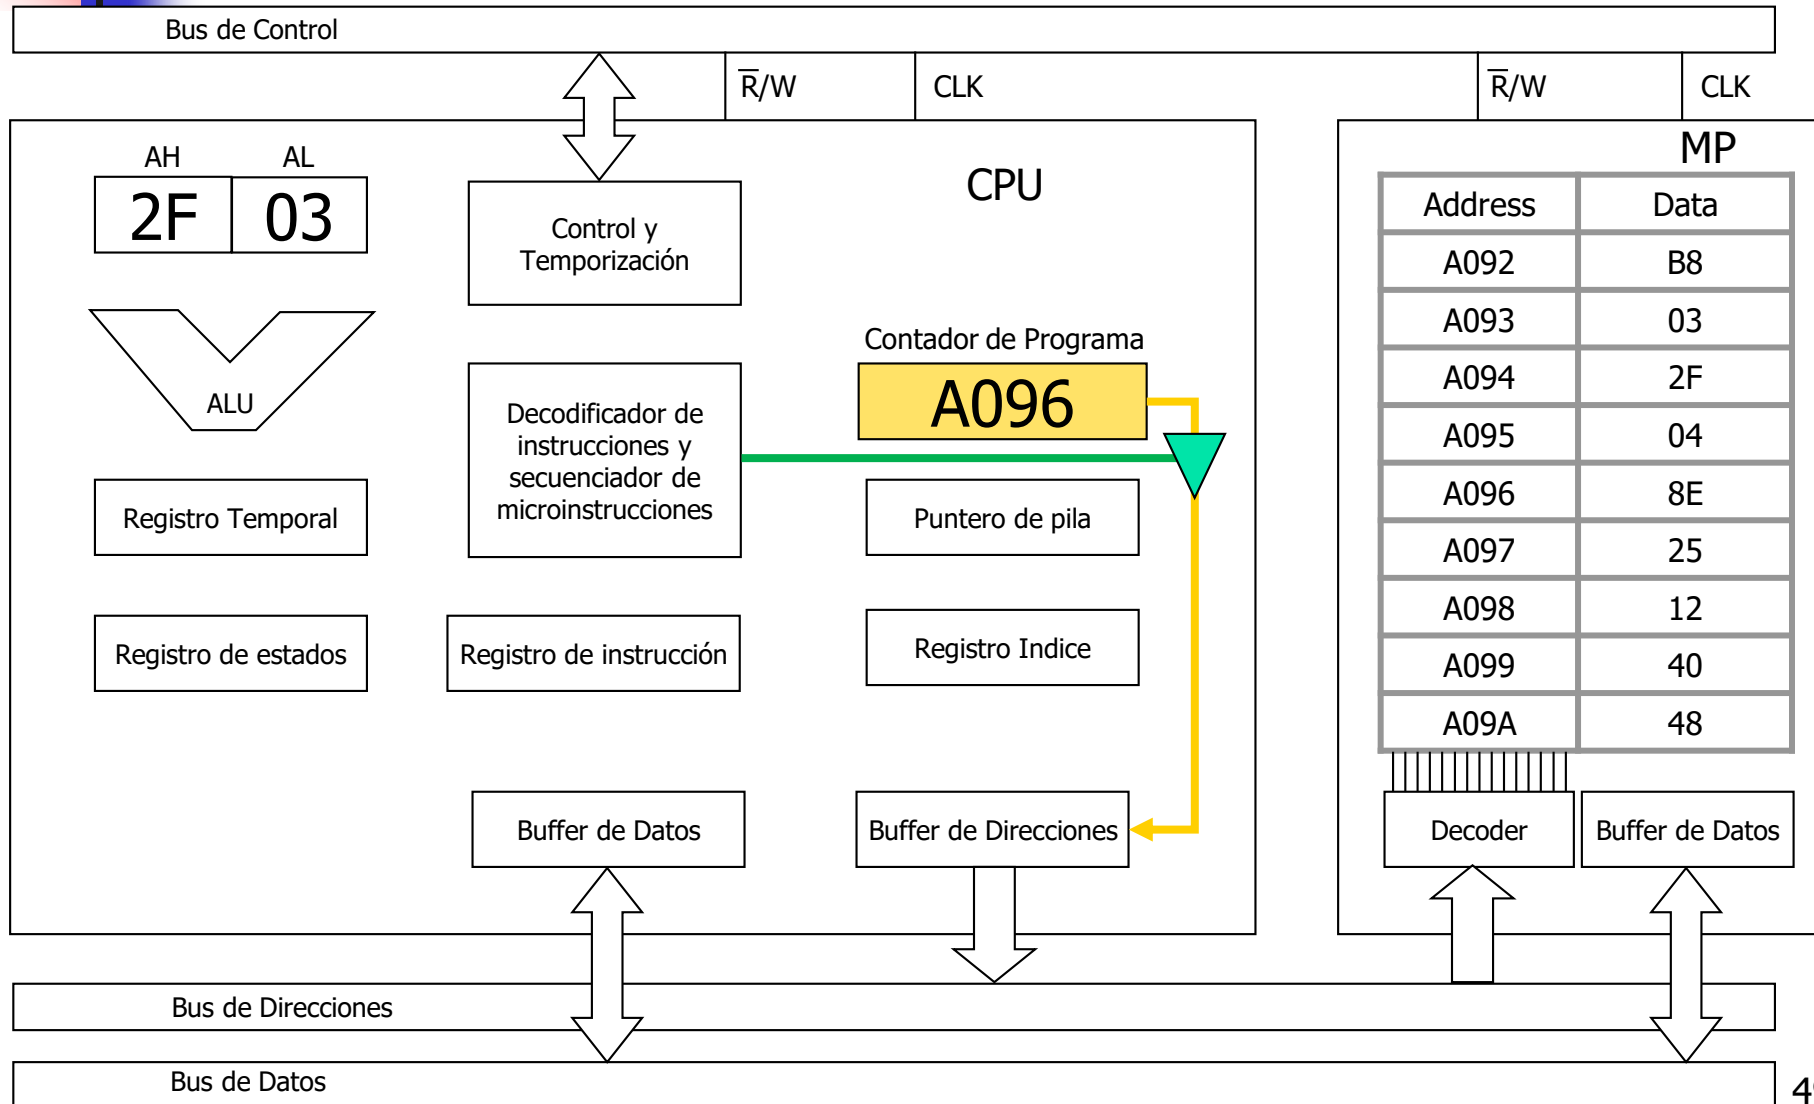 Bus de Control
R̅/W
CLK
R̅/W
CLK
CPU
AH
AL
2F
03
Control y
Temporización
ALU
Contador de Programa
A096
Decodificador de
instrucciones y
secuenciador de
microinstrucciones
Registro Temporal
Puntero de pila
Registro de estados
Registro de instrucción
Registro Indice
Buffer de Datos
Buffer de Direcciones
MP
Address Data
A092 B8
A093 03
A094 2F
A095 04
A096 8E
A097 25
A098 12
A099 40
A09A 48
Decoder
Buffer de Datos
Bus de Direcciones
Bus de Datos